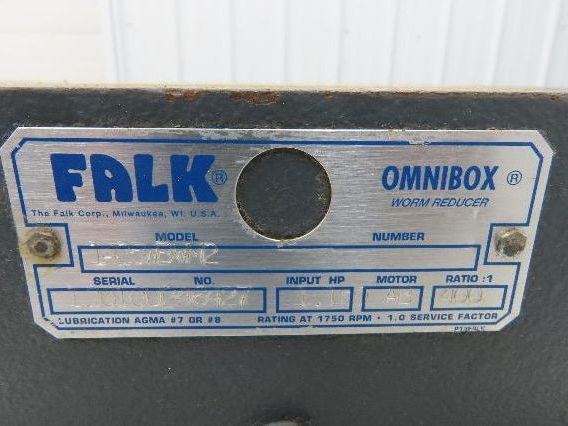 FALK®
OMNIBOX ®
WORM REDUCER
The Falk Corp., Milwaukee, WI. U.S.A.
MODEL NUMBER
SERIAL NO. INPUT HP MOTOR RATIO :1
400
LUBRICATION AGMA #7 OR #8 RATING AT 1750 RPM • 1.0 SERVICE FACTOR